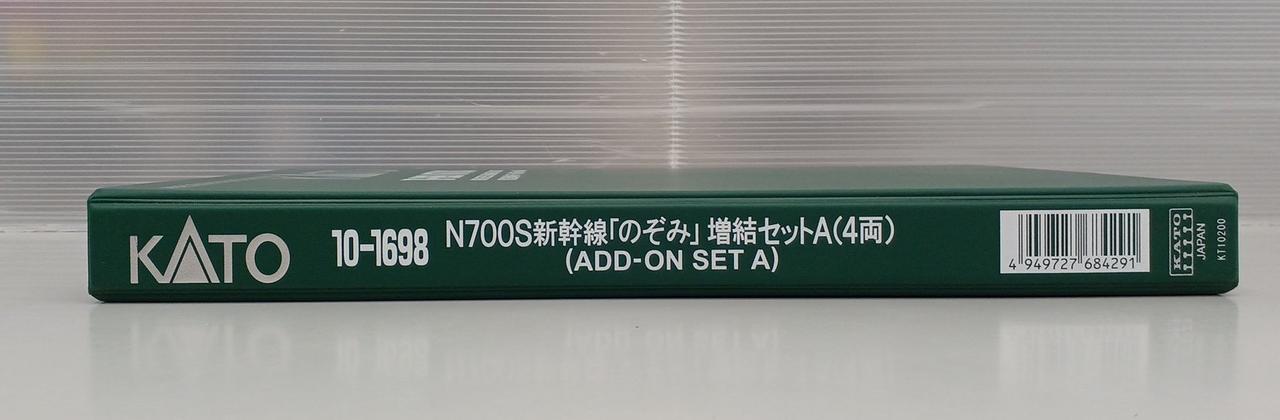 KATO
10-1698
N700S新幹線「のぞみ」増結セットA(4両)
(ADD-ON SET A)
4 949727 684291
KATO
JAPAN
KT10200